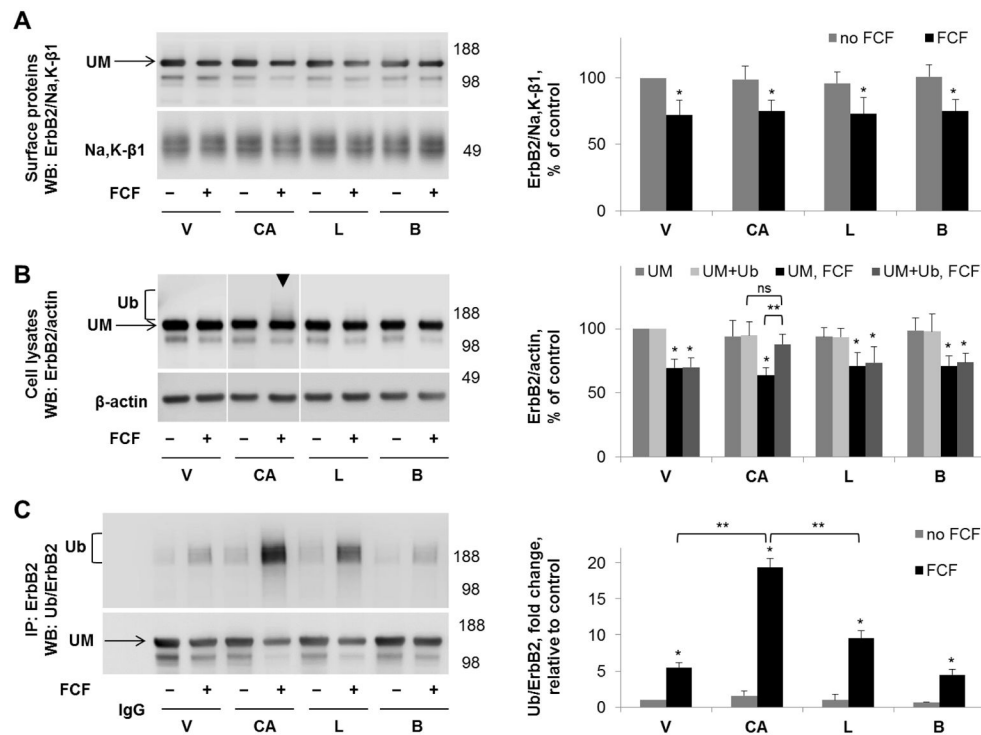 A
Surface proteins
WB: ErbB2/Na,K-β1
UM
188
98
Na,K-β1
49
FCF – + – + – + – +
V CA L B
no FCF FCF
ErbB2/Na,K-β1,
% of control
100
50
0
* * * *
V CA L B
B
Cell lysates
WB: ErbB2/actin
Ub
UM
188
98
49
β-actin
FCF – + – + – + – +
V CA L B
UM UM+Ub UM, FCF UM+Ub, FCF
ErbB2/actin,
% of control
ns
**
100
50
0
* * * * * * *
V CA L B
C
IP: ErbB2
WB: Ub/ErbB2
Ub
188
98
UM
188
98
FCF – + – + – + – +
IgG
V CA L B
no FCF
FCF
Ub/ErbB2, fold change,
relative to control
** **
20
15
10
5
0
* * * *
V CA L B